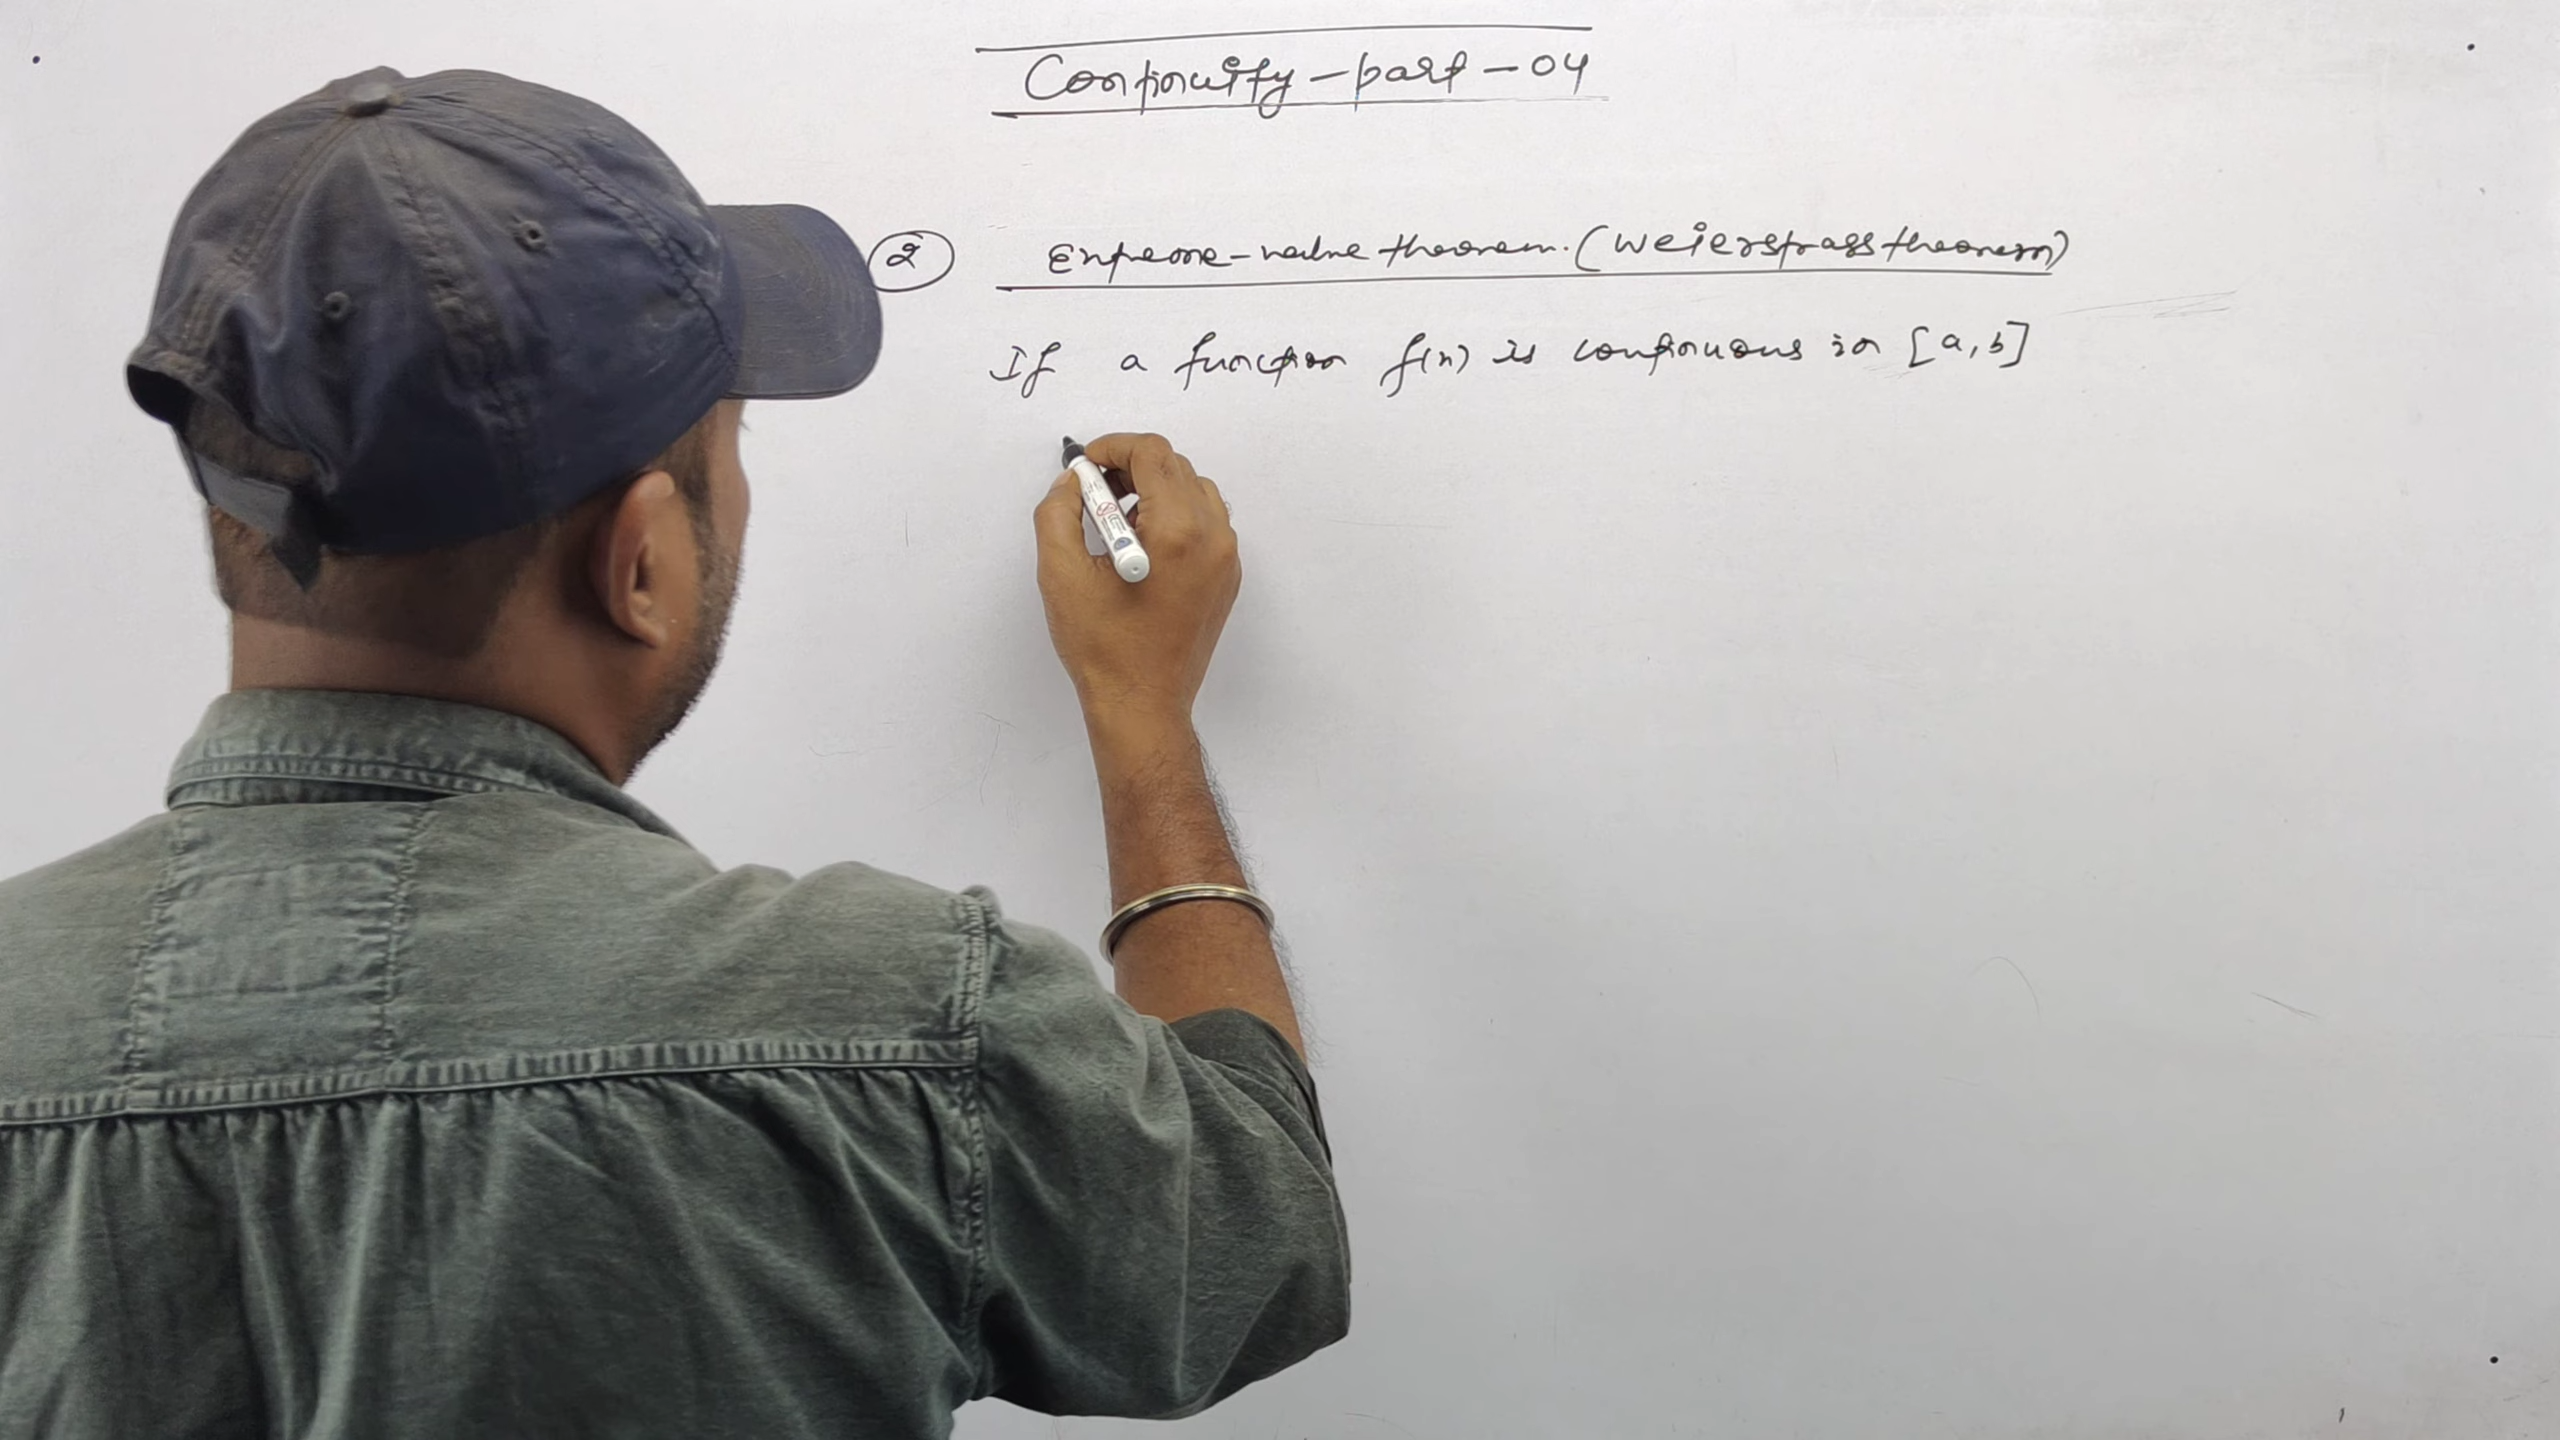 Continuity - part - 04
② Extreme-value theorem. (Weierstrass theorem)
If a function f(x) is continuous in [a, b]